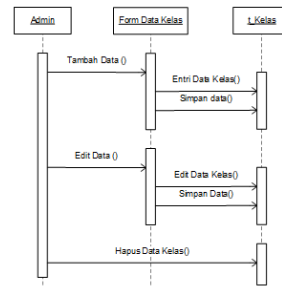 Admin
Form Data Kelas
t_Kelas
Tambah Data ()
Entri Data Kelas()
Simpan data()
Edit Data ()
Edit Data Kelas()
Simpan Data()
Hapus Data Kelas()